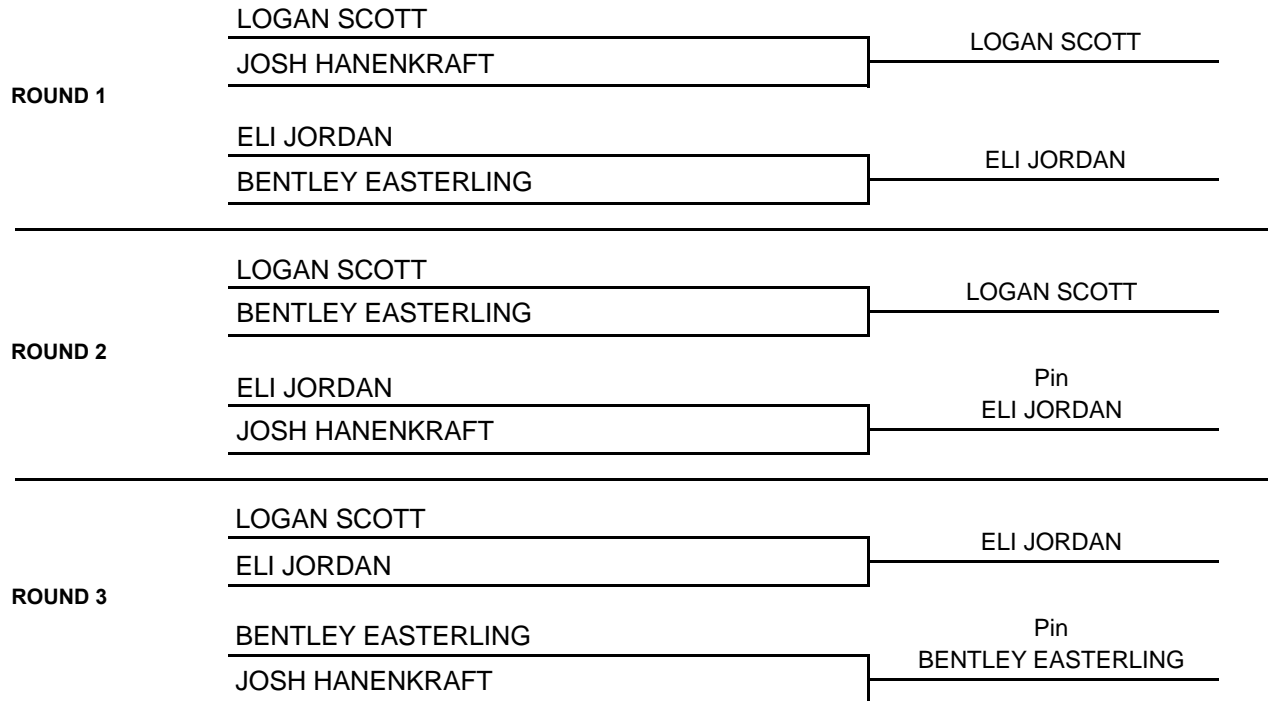 LOGAN SCOTT
JOSH HANENKRAFT
LOGAN SCOTT
ROUND 1
ELI JORDAN
BENTLEY EASTERLING
ELI JORDAN
LOGAN SCOTT
BENTLEY EASTERLING
LOGAN SCOTT
ROUND 2
ELI JORDAN
JOSH HANENKRAFT
Pin
ELI JORDAN
LOGAN SCOTT
ELI JORDAN
ELI JORDAN
ROUND 3
BENTLEY EASTERLING
JOSH HANENKRAFT
Pin
BENTLEY EASTERLING